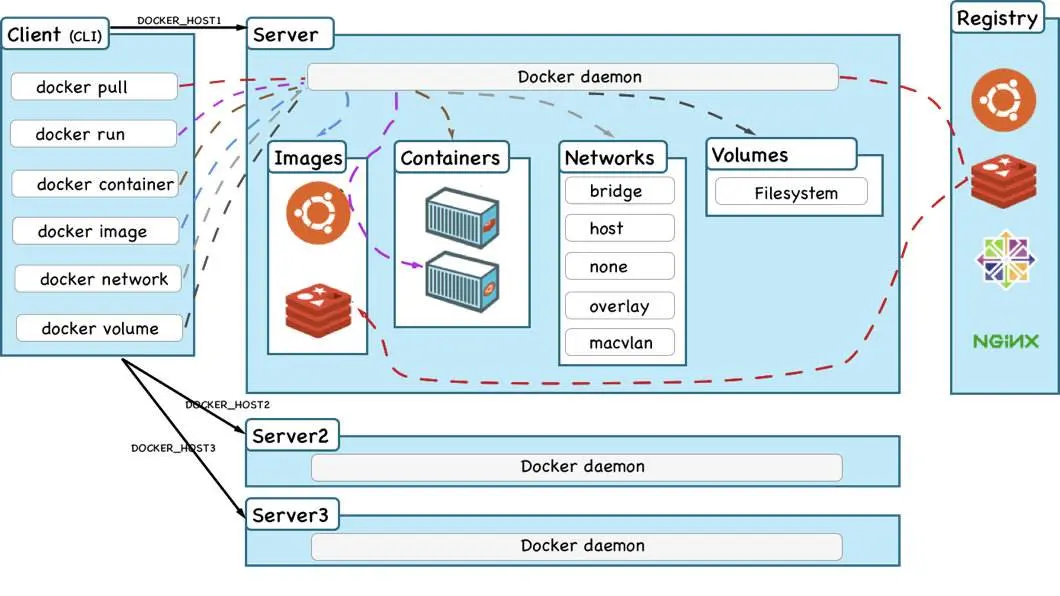 DOCKER_HOST1
Client (CLI)
docker pull
docker run
docker container
docker image
docker network
docker volume
Server
Docker daemon
Images
Containers
Networks
bridge
host
none
overlay
macvlan
Volumes
Filesystem
Registry
NGINX
DOCKER_HOST2
DOCKER_HOST3
Server2
Docker daemon
Server3
Docker daemon